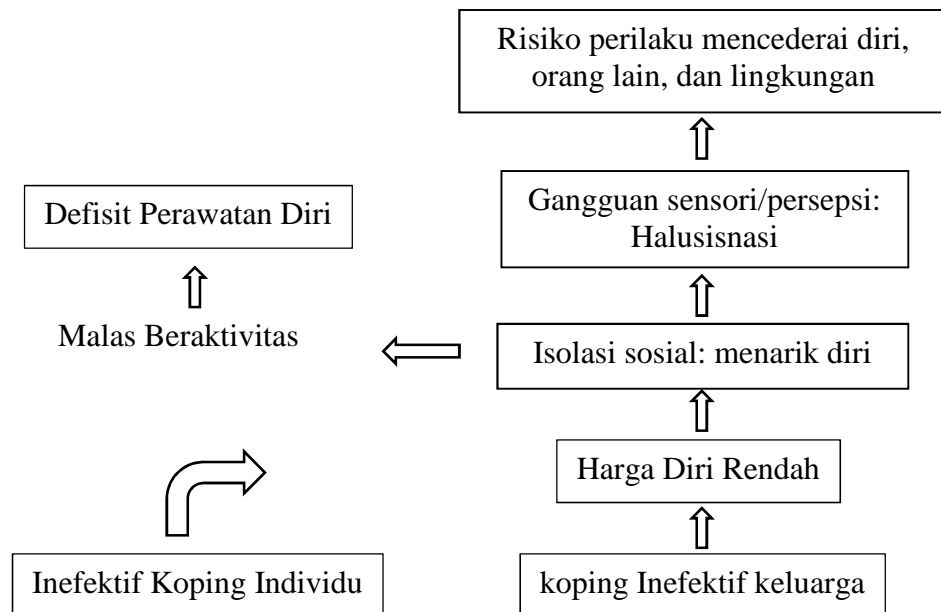 Risiko perilaku mencederai diri,
orang lain, dan lingkungan
Defisit Perawatan Diri
Gangguan sensori/persepsi:
Halusisnasi
Malas Beraktivitas
Isolasi sosial: menarik diri
Harga Diri Rendah
Inefektif Koping Individu
koping Inefektif keluarga